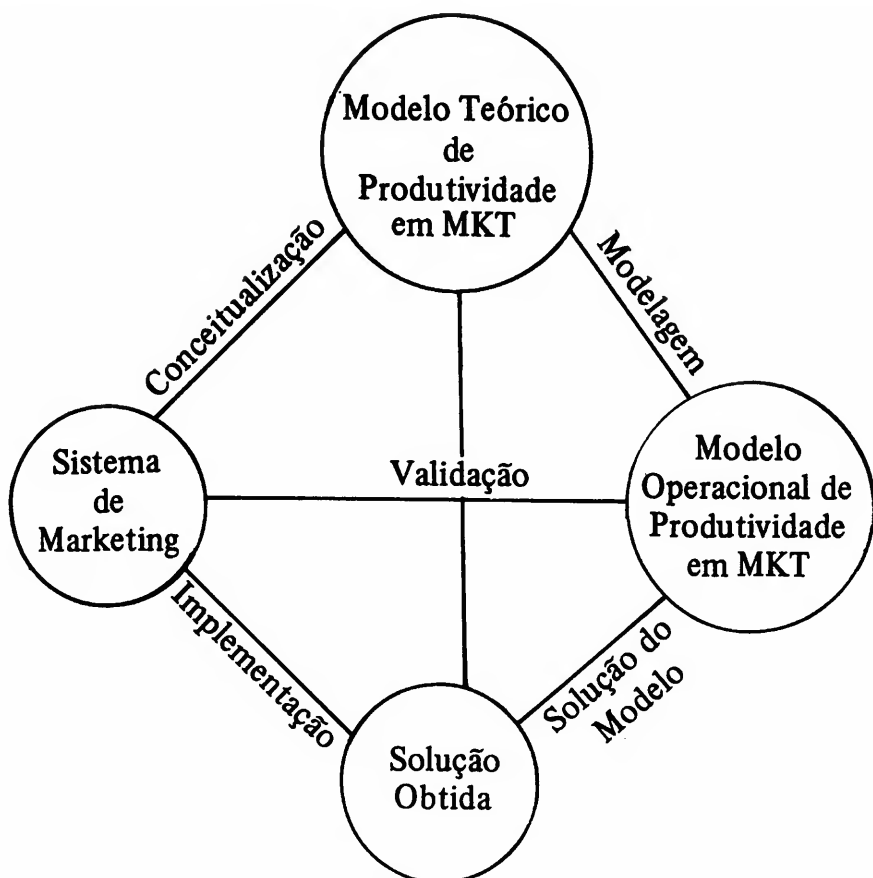 Modelo Teórico
de
Produtividade
em MKT
Conceitualização
Modelagem
Sistema
de
Marketing
Validação
Modelo
Operacional de
Produtividade
em MKT
Implementação
Solução do
Modelo
Solução
Obtida